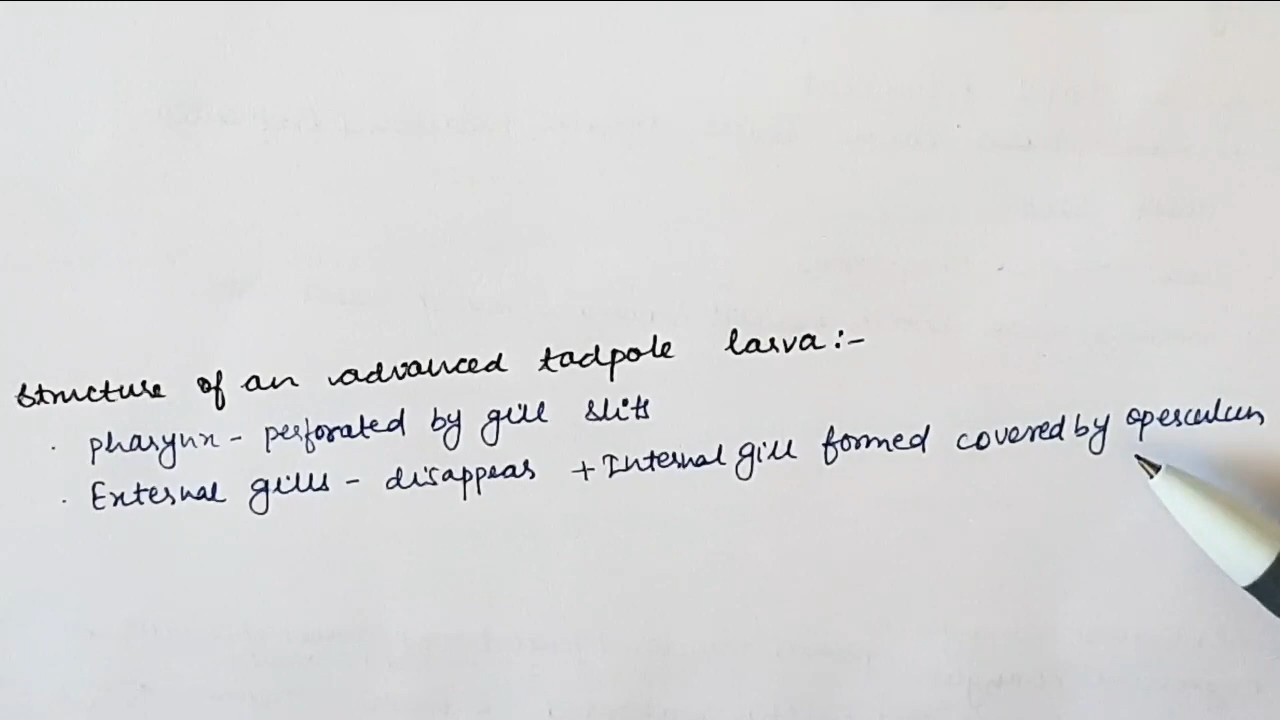 Structure of an advanced tadpole larva:-
· pharynx - perforated by gill slits
· External gills - disappear + Internal gill formed covered by operculum